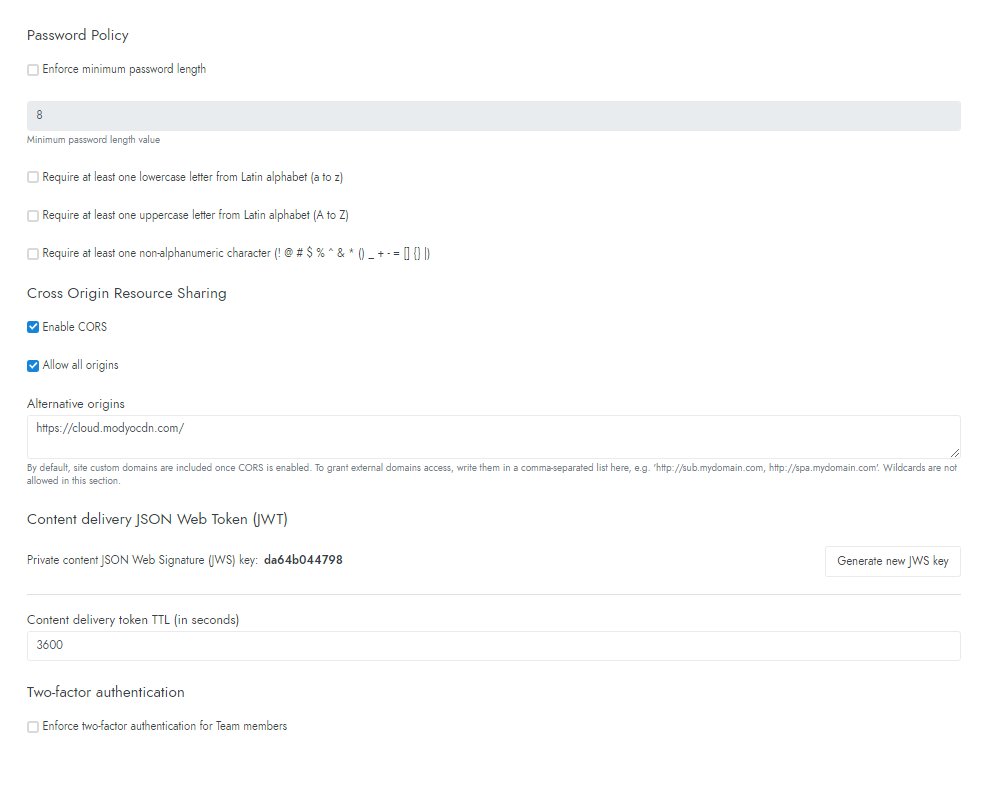 Password Policy
Enforce minimum password length
8
Minimum password length value
Require at least one lowercase letter from Latin alphabet (a to z)
Require at least one uppercase letter from Latin alphabet (A to Z)
Require at least one non-alphanumeric character (! @ # $ % ^ & * () _ + - = [] {} |)
Cross Origin Resource Sharing
Enable CORS
Allow all origins
Alternative origins
https://cloud.modyocdn.com/
By default, site custom domains are included once CORS is enabled. To grant external domains access, write them in a comma-separated list here, e.g. 'http://sub.mydomain.com, http://spa.mydomain.com'. Wildcards are not
allowed in this section.
Content delivery JSON Web Token (JWT)
Private content JSON Web Signature (JWS) key: da64b044798
Generate new JWS key
Content delivery token TTL (in seconds)
3600
Two-factor authentication
Enforce two-factor authentication for Team members